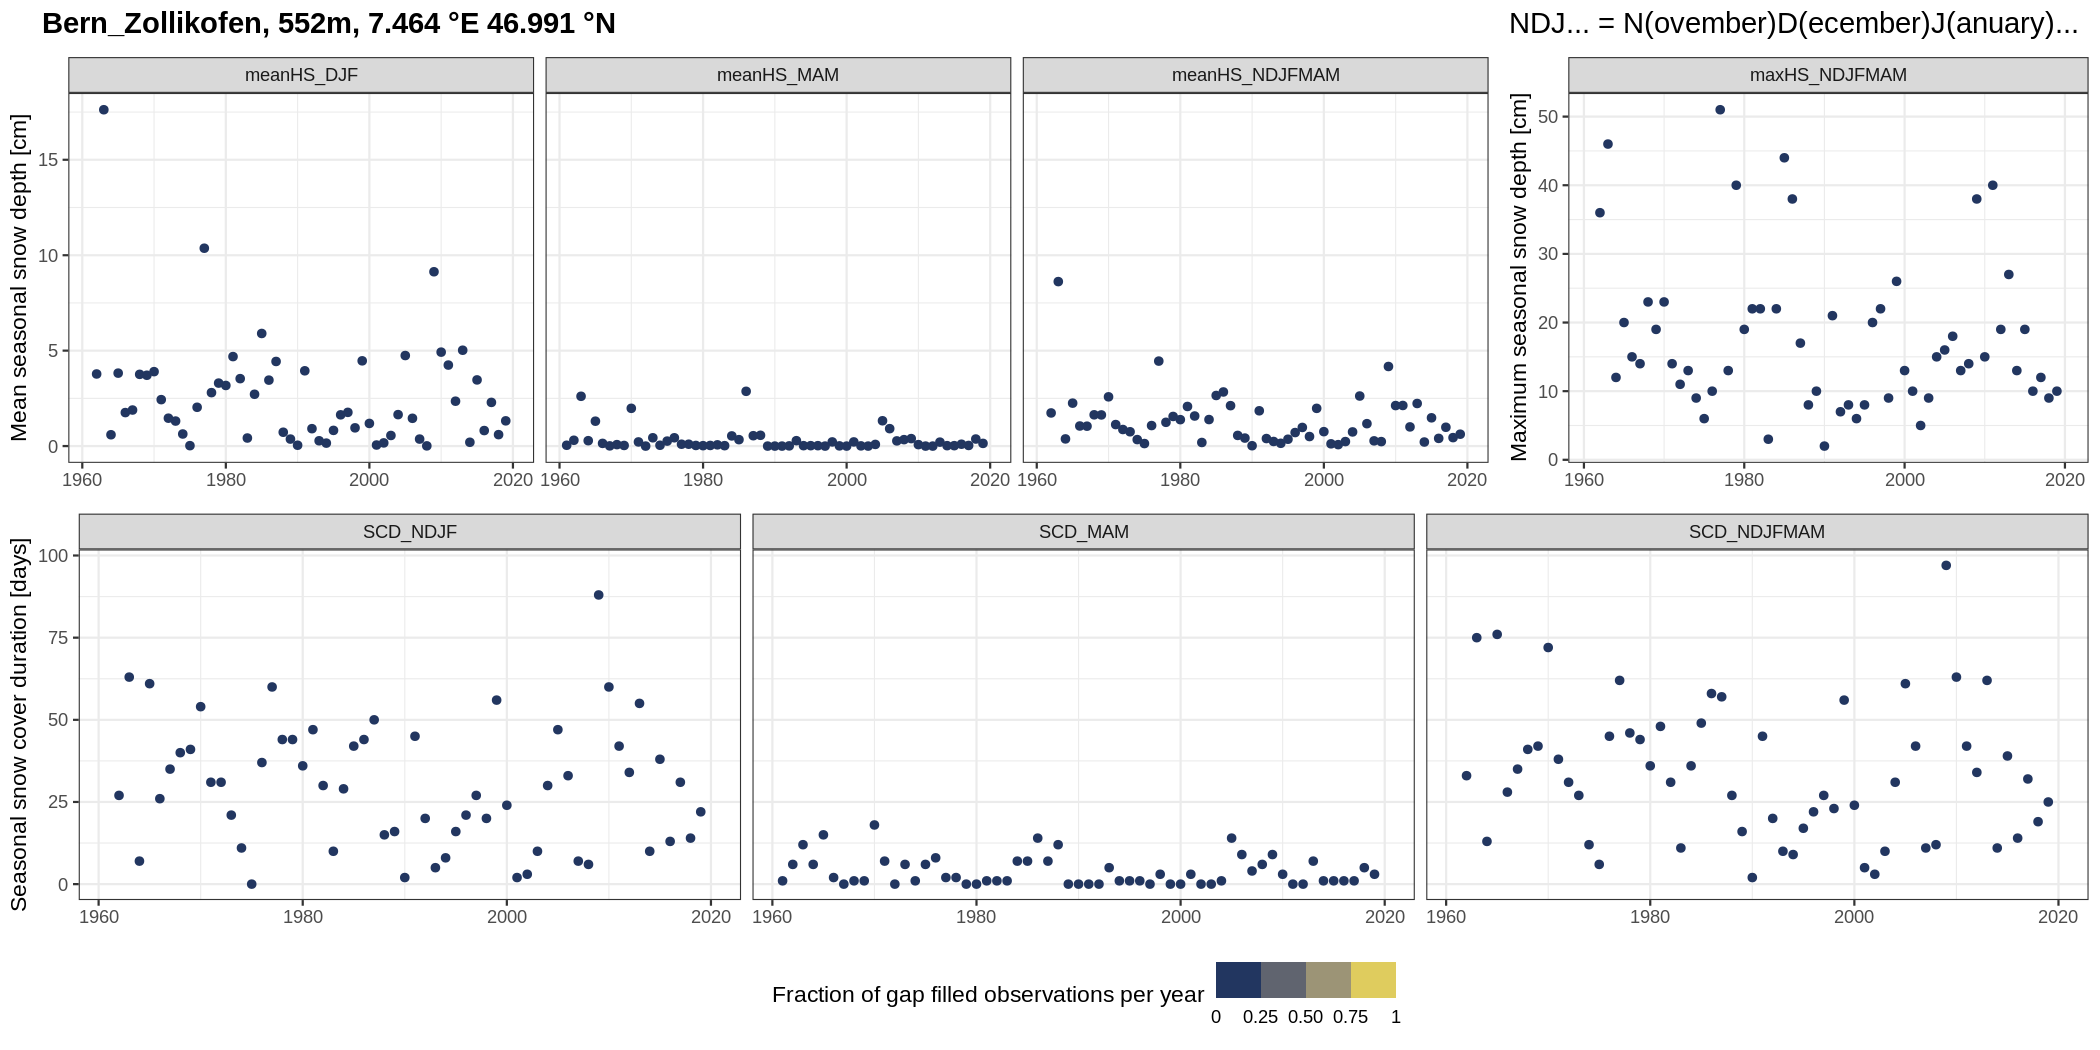 Bern_Zollikofen, 552m, 7.464 °E 46.991 °N
NDJ... = N(ovember)D(ecember)J(anuary)...
meanHS_DJF
meanHS_MAM
meanHS_NDJFMAM
maxHS_NDJFMAM
Mean seasonal snow depth [cm]
15
10
5
0
1960 1980 2000 2020
1960 1980 2000 2020
1960 1980 2000 2020
Maximum seasonal snow depth [cm]
50
40
30
20
10
0
1960 1980 2000 2020
SCD_NDJF
SCD_MAM
SCD_NDJFMAM
Seasonal snow cover duration [days]
100
75
50
25
0
1960 1980 2000 2020
1960 1980 2000 2020
1960 1980 2000 2020
Fraction of gap filled observations per year
0 0.25 0.50 0.75 1